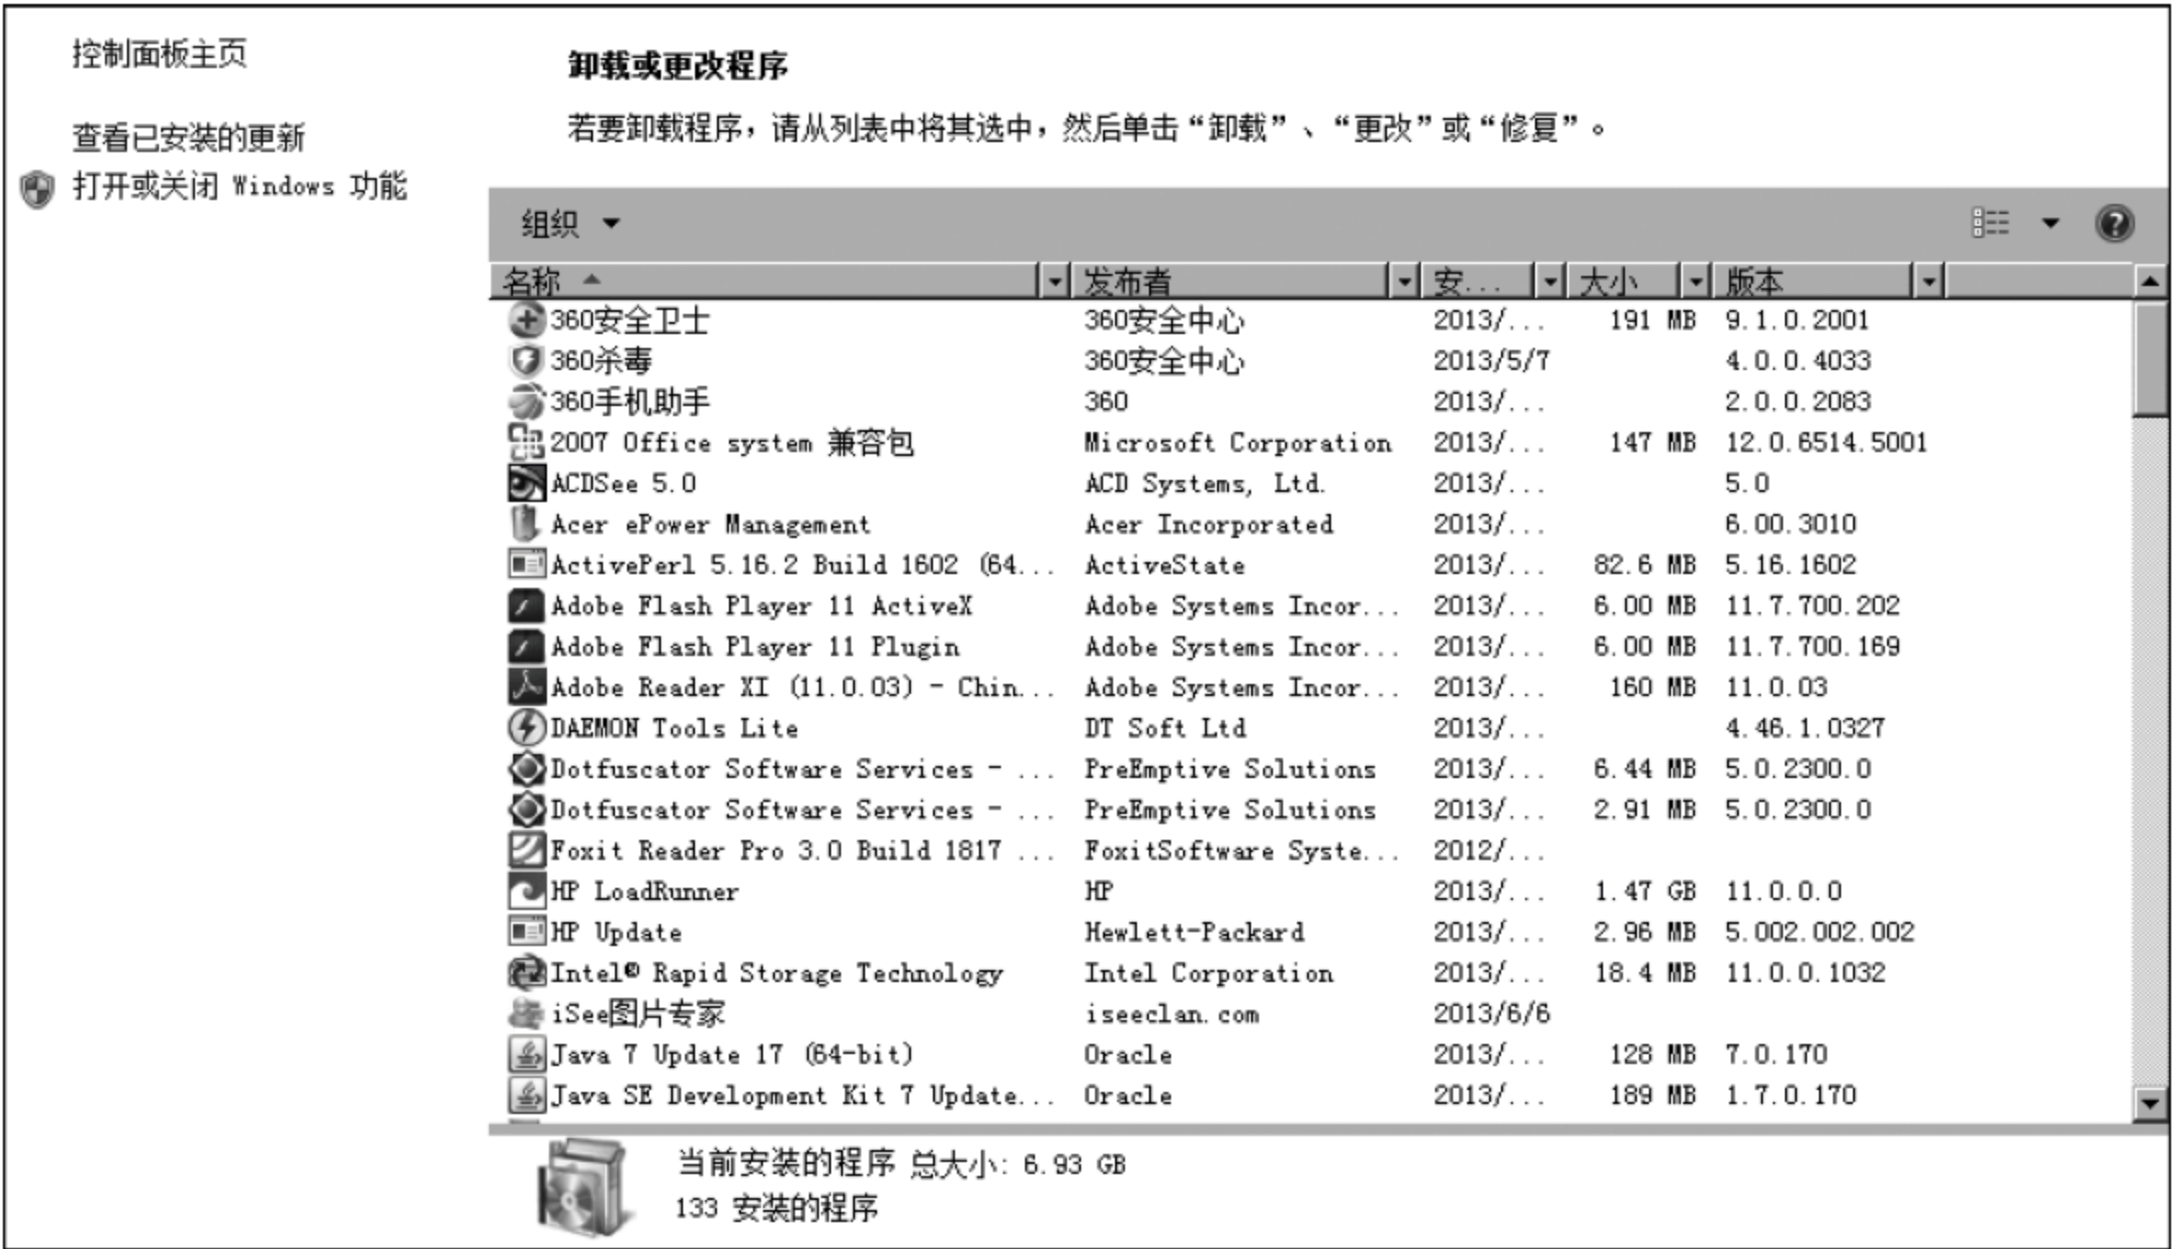 控制面板主页
查看已安装的更新
打开或关闭 Windows 功能
卸载或更改程序
若要卸载程序，请从列表中将其选中，然后单击“卸载”、“更改”或“修复”。
组织
名称 发布者 安... 大小 版本
360安全卫士 360安全中心 2013/... 191 MB 9.1.0.2001
360杀毒 360安全中心 2013/5/7 4.0.0.4033
360手机助手 360 2013/... 2.0.0.2083
2007 Office system 兼容包 Microsoft Corporation 2013/... 147 MB 12.0.6514.5001
ACDSee 5.0 ACD Systems, Ltd. 2013/... 5.0
Acer ePower Management Acer Incorporated 2013/... 6.00.3010
ActivePerl 5.16.2 Build 1602 (64... ActiveState 2013/... 82.6 MB 5.16.1602
Adobe Flash Player 11 ActiveX Adobe Systems Incor... 2013/... 6.00 MB 11.7.700.202
Adobe Flash Player 11 Plugin Adobe Systems Incor... 2013/... 6.00 MB 11.7.700.169
Adobe Reader XI (11.0.03) - Chin... Adobe Systems Incor... 2013/... 160 MB 11.0.03
DAEMON Tools Lite DT Soft Ltd 2013/... 4.46.1.0327
Dotfuscator Software Services - ... PreEmptive Solutions 2013/... 6.44 MB 5.0.2300.0
Dotfuscator Software Services - ... PreEmptive Solutions 2013/... 2.91 MB 5.0.2300.0
Foxit Reader Pro 3.0 Build 1817 ... FoxitSoftware Syste... 2012/...
HP LoadRunner HP 2013/... 1.47 GB 11.0.0.0
HP Update Hewlett-Packard 2013/... 2.96 MB 5.002.002.002
Intel® Rapid Storage Technology Intel Corporation 2013/... 18.4 MB 11.0.0.1032
iSee图片专家 iseeclan.com 2013/6/6
Java 7 Update 17 (64-bit) Oracle 2013/... 128 MB 7.0.170
Java SE Development Kit 7 Update... Oracle 2013/... 189 MB 1.7.0.170
当前安装的程序 总大小: 6.93 GB
133 安装的程序